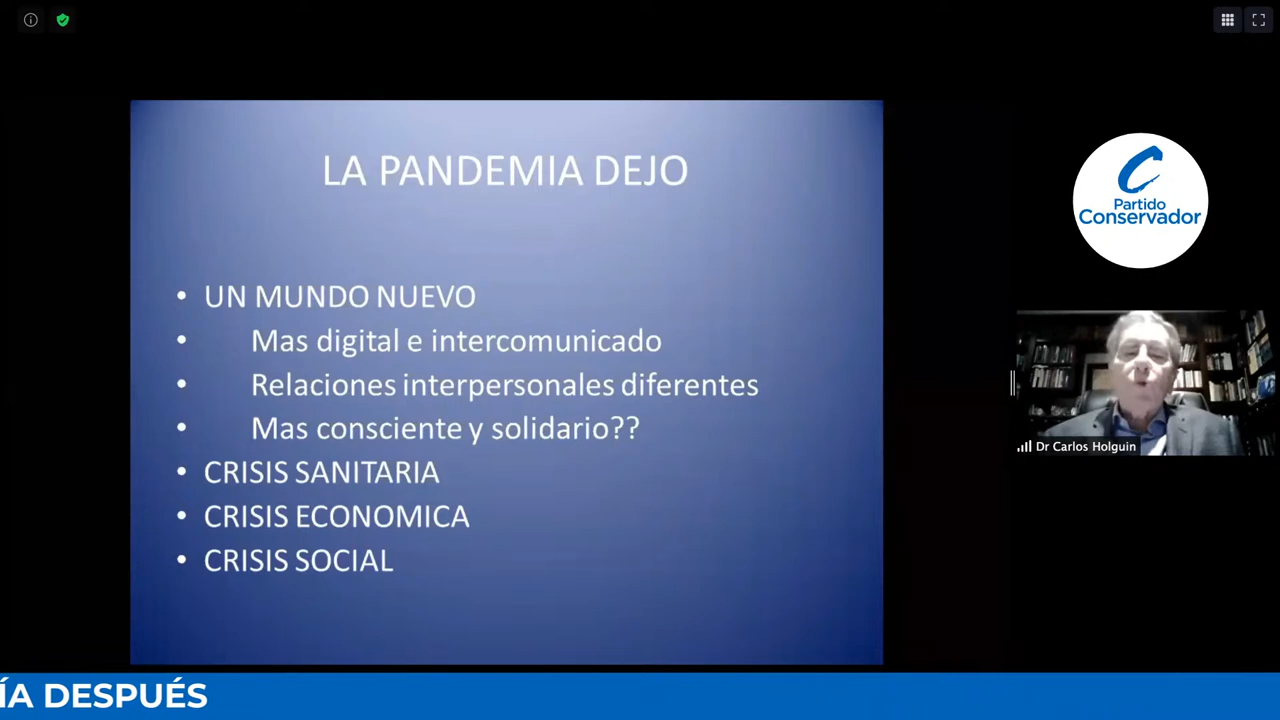 LA PANDEMIA DEJO
• UN MUNDO NUEVO
• Mas digital e intercomunicado
• Relaciones interpersonales diferentes
• Mas consciente y solidario??
• CRISIS SANITARIA
• CRISIS ECONOMICA
• CRISIS SOCIAL
Partido
Conservador
Dr Carlos Holguin
ÍA DESPUÉS